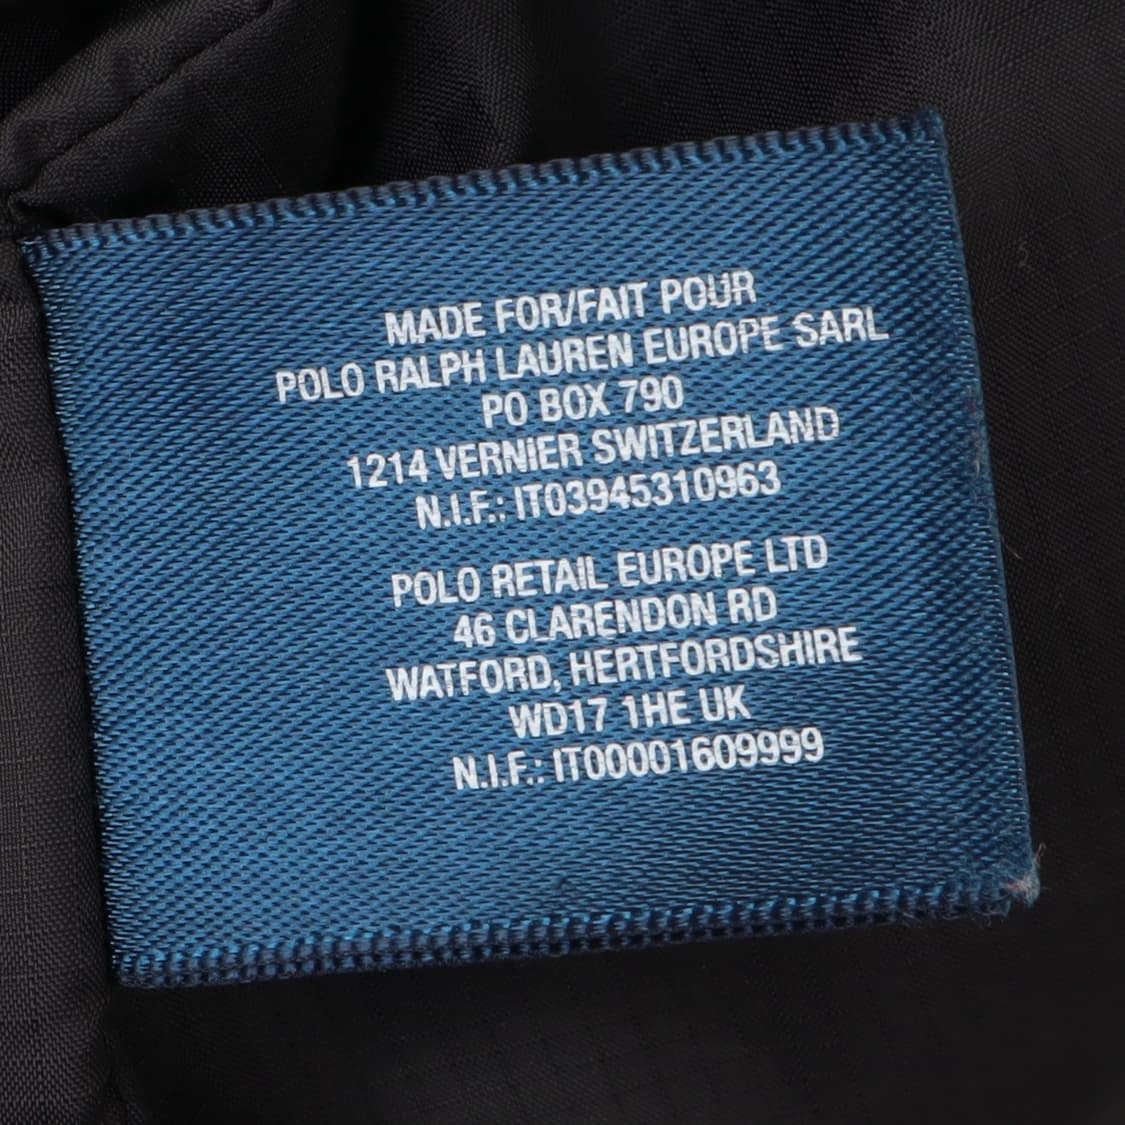 MADE FOR/FAIT POUR
POLO RALPH LAUREN EUROPE SARL
PO BOX 790
1214 VERNIER SWITZERLAND
N.I.F.: IT03945310963
POLO RETAIL EUROPE LTD
46 CLARENDON RD
WATFORD, HERTFORDSHIRE
WD17 1HE UK
N.I.F.: IT00001609999